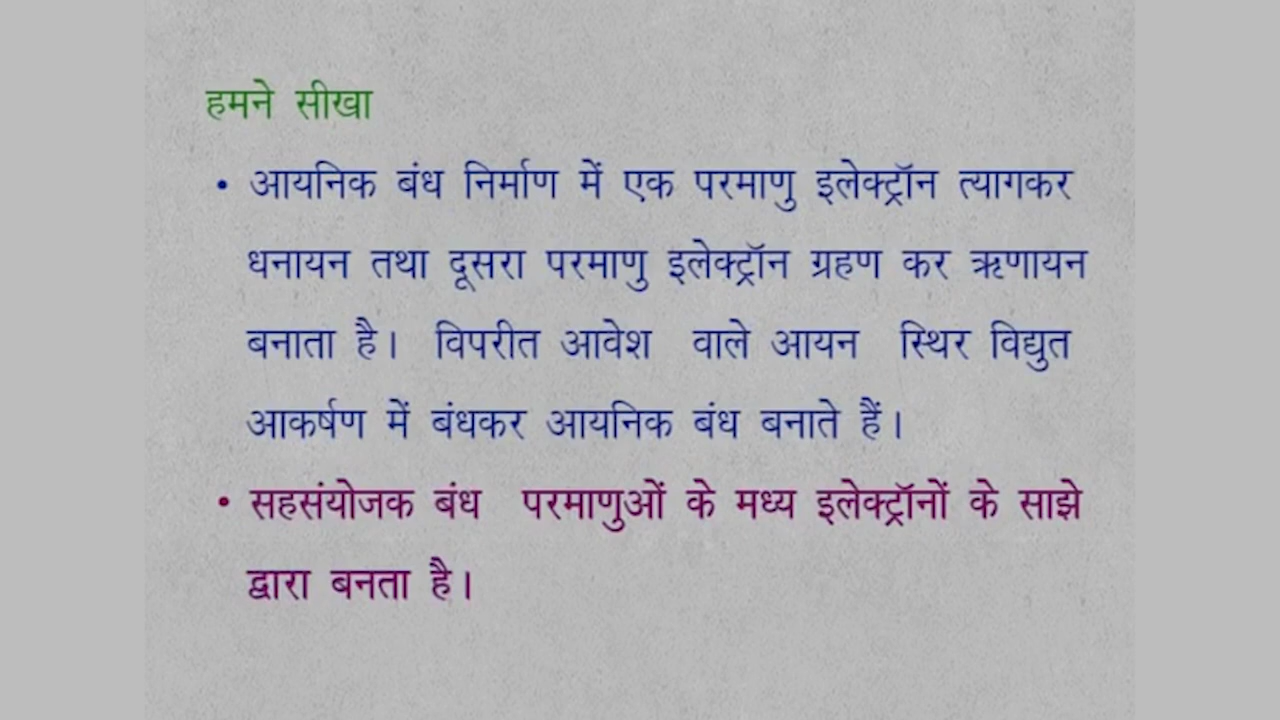 हमने सीखा
• आयनिक बंध निर्माण में एक परमाणु इलेक्ट्रॉन त्यागकर
धनायन तथा दूसरा परमाणु इलेक्ट्रॉन ग्रहण कर ऋणायन
बनाता है। विपरीत आवेश वाले आयन स्थिर विद्युत
आकर्षण में बंधकर आयनिक बंध बनाते हैं।
• सहसंयोजक बंध परमाणुओं के मध्य इलेक्ट्रॉनों के साझे
द्वारा बनता है।